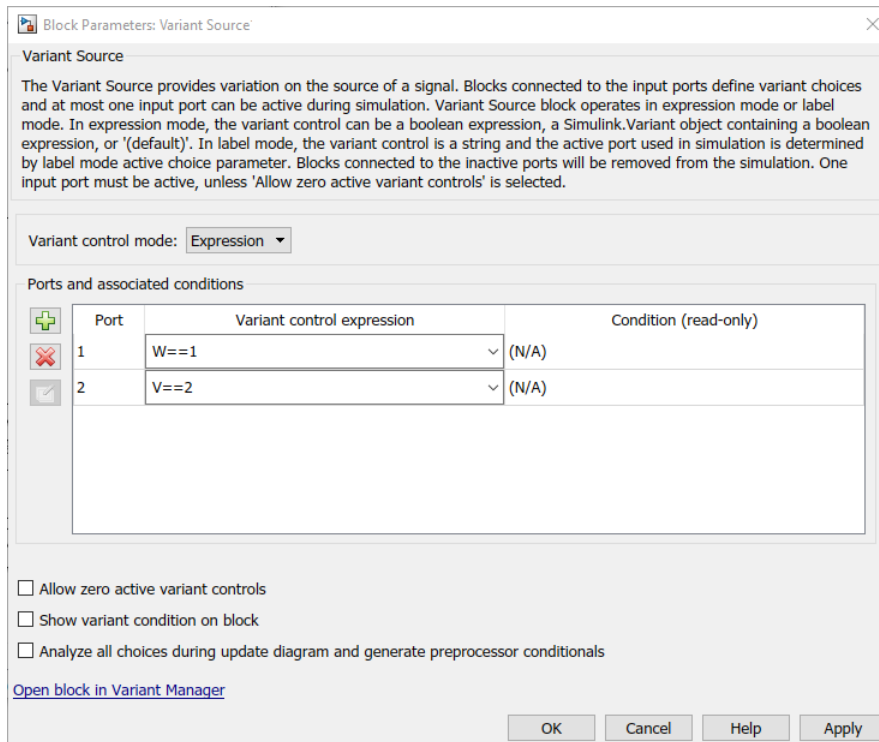 Block Parameters: Variant Source
Variant Source
The Variant Source provides variation on the source of a signal. Blocks connected to the input ports define variant choices
and at most one input port can be active during simulation. Variant Source block operates in expression mode or label
mode. In expression mode, the variant control can be a boolean expression, a Simulink.Variant object containing a boolean
expression, or '(default)'. In label mode, the variant control is a string and the active port used in simulation is determined
by label mode active choice parameter. Blocks connected to the inactive ports will be removed from the simulation. One
input port must be active, unless 'Allow zero active variant controls' is selected.
Variant control mode: Expression
Ports and associated conditions
Port Variant control expression Condition (read-only)
1 W==1 (N/A)
2 V==2 (N/A)
Allow zero active variant controls
Show variant condition on block
Analyze all choices during update diagram and generate preprocessor conditionals
Open block in Variant Manager
OK Cancel Help Apply